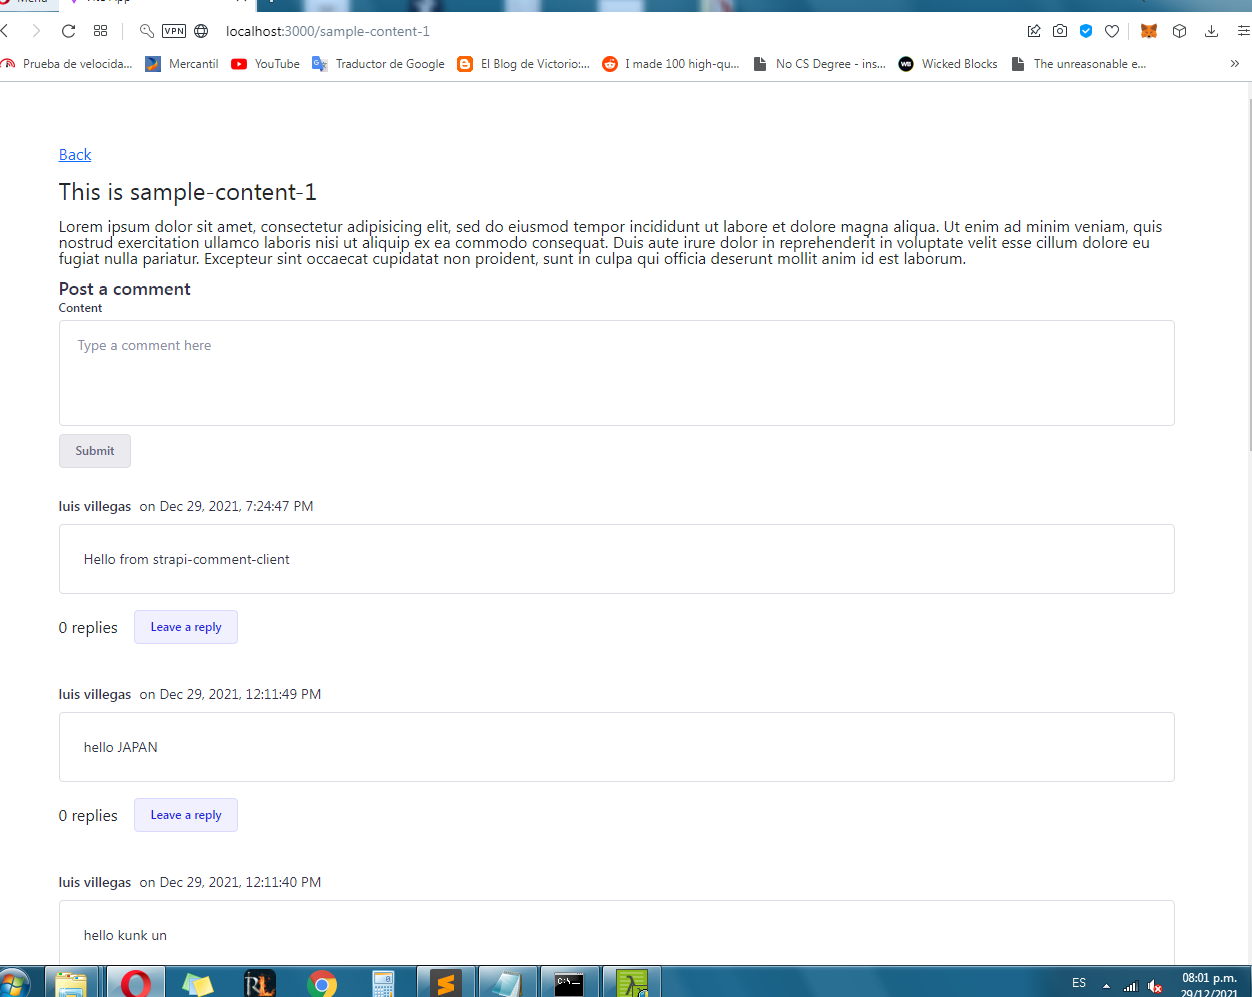 VPN localhost:3000/sample-content-1
Prueba de velocida... Mercantil YouTube Traductor de Google El Blog de Victorio:... I made 100 high-qu... No CS Degree - ins... WB Wicked Blocks The unreasonable e... »
Back
This is sample-content-1
Lorem ipsum dolor sit amet, consectetur adipisicing elit, sed do eiusmod tempor incididunt ut labore et dolore magna aliqua. Ut enim ad minim veniam, quis
nostrud exercitation ullamco laboris nisi ut aliquip ex ea commodo consequat. Duis aute irure dolor in reprehenderit in voluptate velit esse cillum dolore eu
fugiat nulla pariatur. Excepteur sint occaecat cupidatat non proident, sunt in culpa qui officia deserunt mollit anim id est laborum.
Post a comment
Content
Type a comment here
Submit
luis villegas on Dec 29, 2021, 7:24:47 PM
Hello from strapi-comment-client
0 replies Leave a reply
luis villegas on Dec 29, 2021, 12:11:49 PM
hello JAPAN
0 replies Leave a reply
luis villegas on Dec 29, 2021, 12:11:40 PM
hello kunk un
RL C:\_ ES 08:01 p.m.
29/12/2021